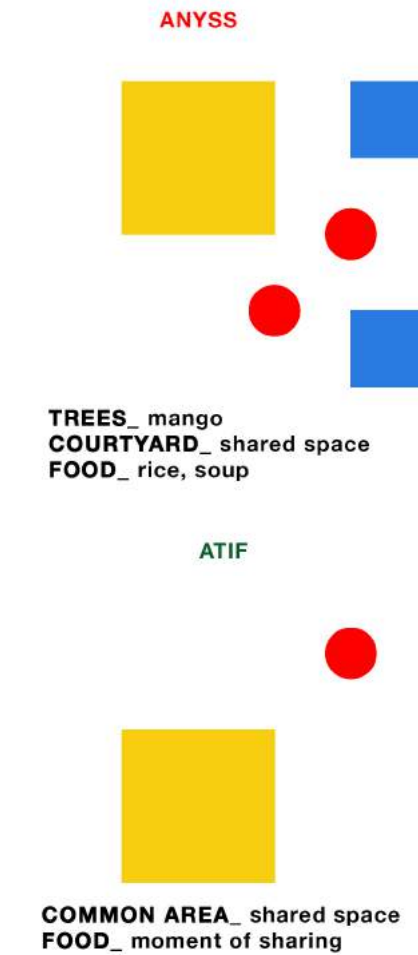 ANYSS
TREES_ mango
COURTYARD_ shared space
FOOD_ rice, soup
ATIF
COMMON AREA_ shared space
FOOD_ moment of sharing